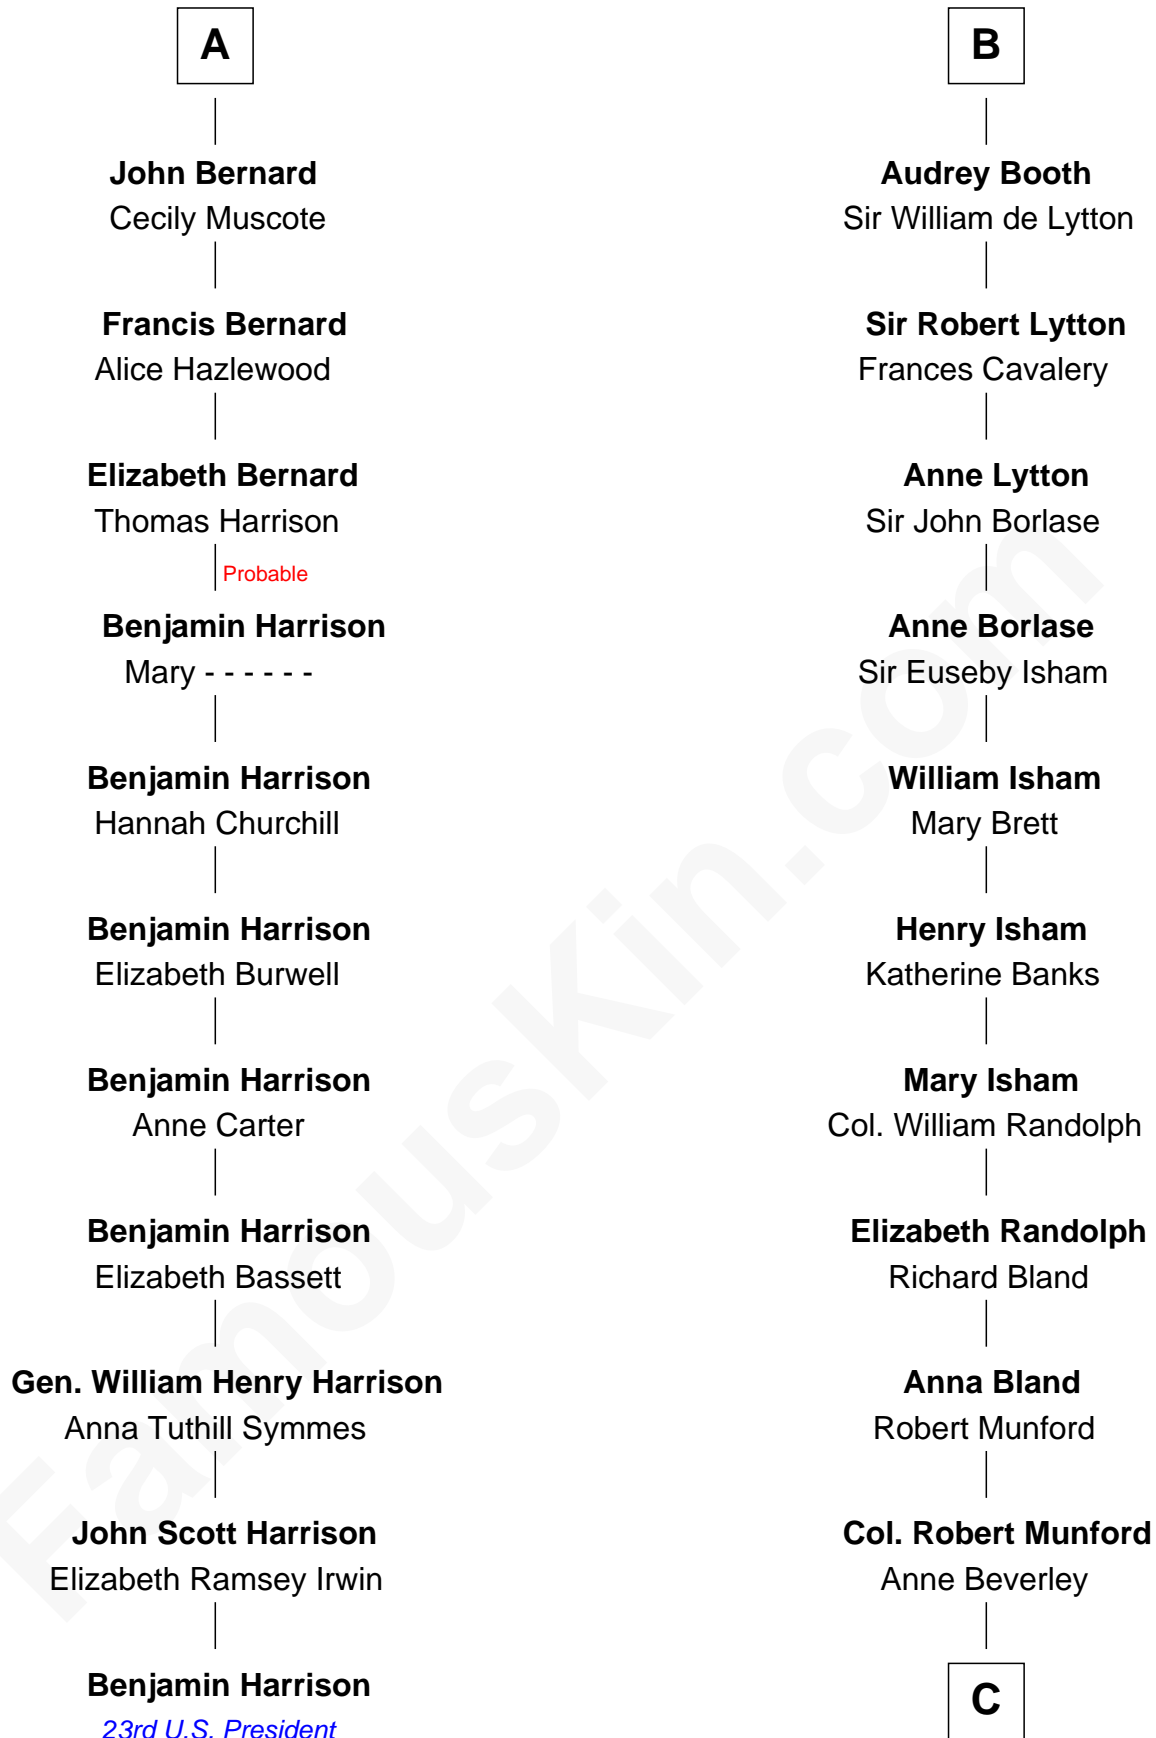 A
John Bernard
Cecily Muscote
Francis Bernard
Alice Hazlewood
Elizabeth Bernard
Thomas Harrison
Probable
Benjamin Harrison
Mary - - - - - -
Benjamin Harrison
Hannah Churchill
Benjamin Harrison
Elizabeth Burwell
Benjamin Harrison
Anne Carter
Benjamin Harrison
Elizabeth Bassett
Gen. William Henry Harrison
Anna Tuthill Symmes
John Scott Harrison
Elizabeth Ramsey Irwin
Benjamin Harrison
23rd U.S. President
B
Audrey Booth
Sir William de Lytton
Sir Robert Lytton
Frances Cavalery
Anne Lytton
Sir John Borlase
Anne Borlase
Sir Euseby Isham
William Isham
Mary Brett
Henry Isham
Katherine Banks
Mary Isham
Col. William Randolph
Elizabeth Randolph
Richard Bland
Anna Bland
Robert Munford
Col. Robert Munford
Anne Beverley
C
FamousKin.com